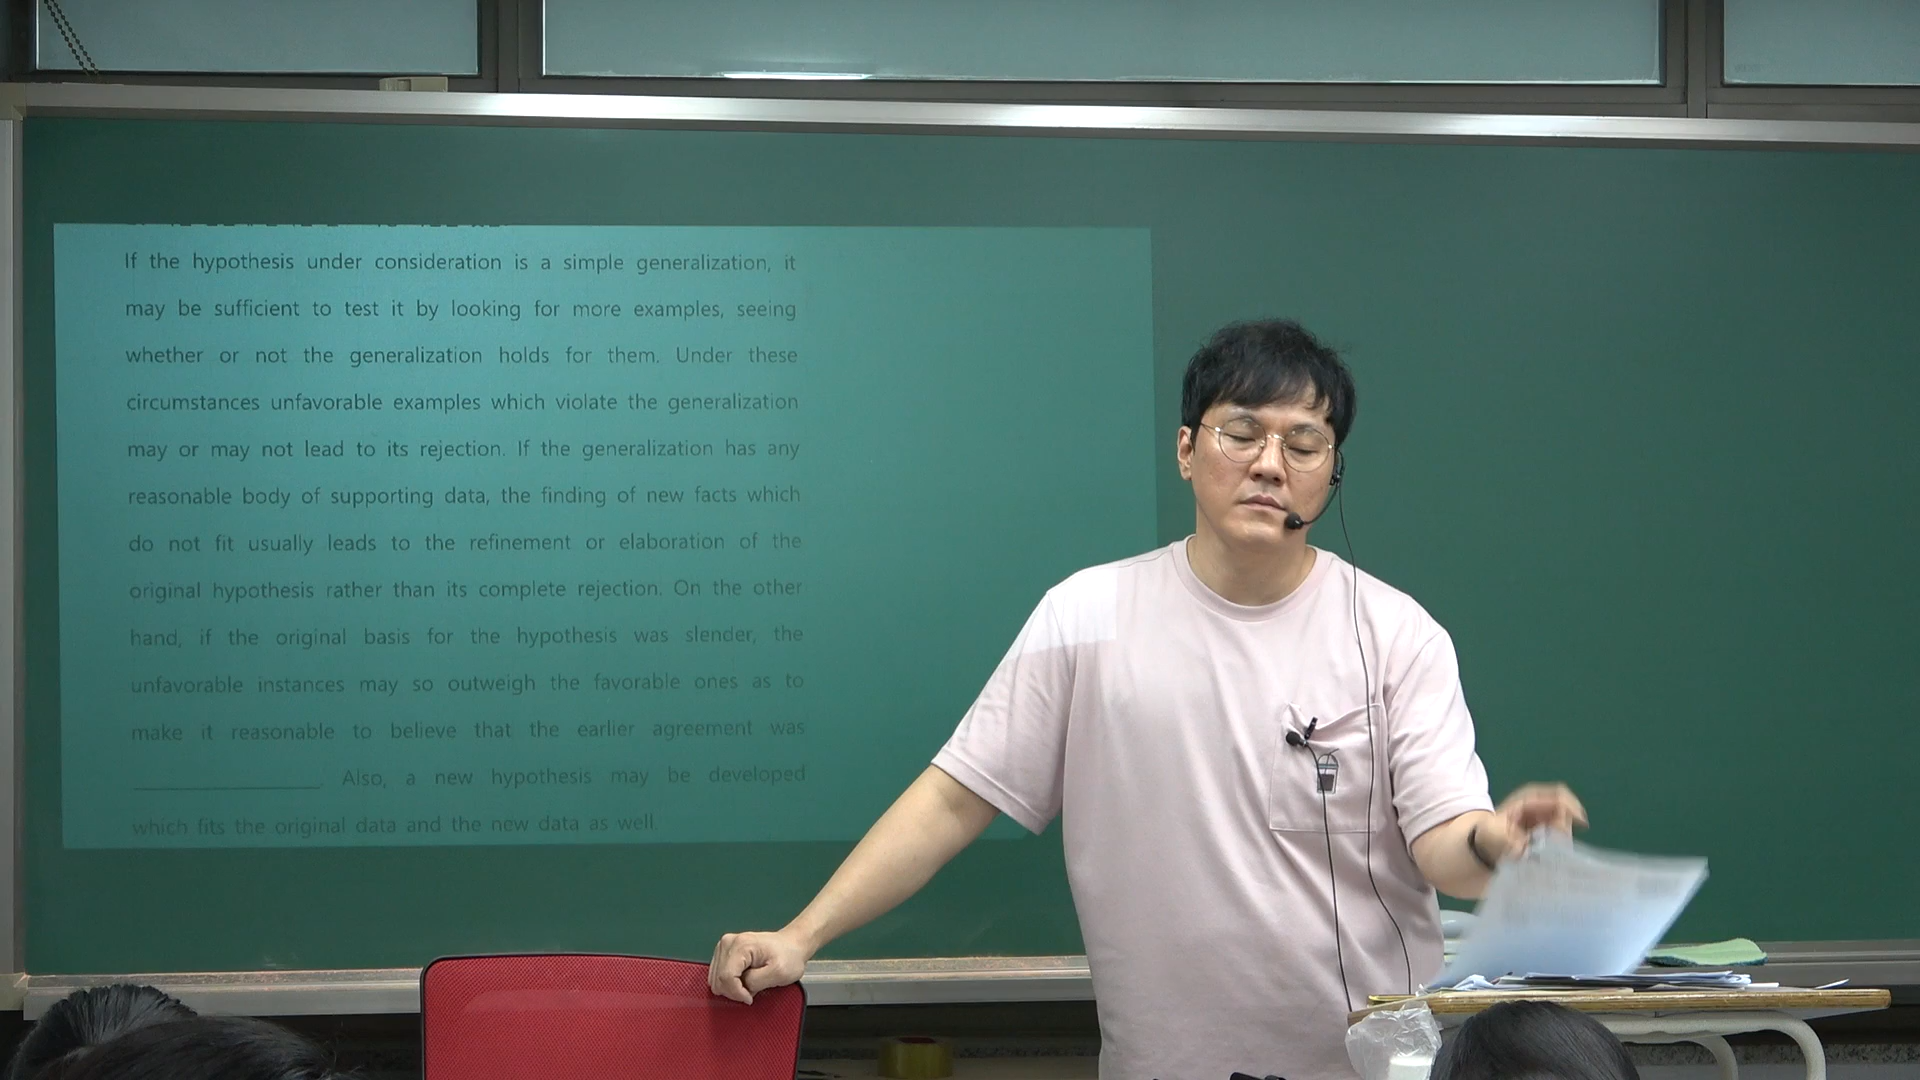 If the hypothesis under consideration is a simple generalization, it
may be sufficient to test it by looking for more examples, seeing
whether or not the generalization holds for them. Under these
circumstances unfavorable examples which violate the generalization
may or may not lead to its rejection. If the generalization has any
reasonable body of supporting data, the finding of new facts which
do not fit usually leads to the refinement or elaboration of the
original hypothesis rather than its complete rejection. On the other
hand, if the original basis for the hypothesis was slender, the
unfavorable instances may so outweigh the favorable ones as to
make it reasonable to believe that the earlier agreement was
____________. Also, a new hypothesis may be developed
which fits the original data and the new data as well.